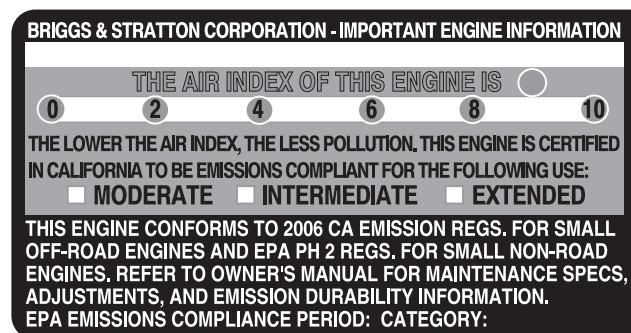 BRIGGS & STRATTON CORPORATION - IMPORTANT ENGINE INFORMATION
THE AIR INDEX OF THIS ENGINE IS
0 2 4 6 8 10
THE LOWER THE AIR INDEX, THE LESS POLLUTION. THIS ENGINE IS CERTIFIED
IN CALIFORNIA TO BE EMISSIONS COMPLIANT FOR THE FOLLOWING USE:
MODERATE INTERMEDIATE EXTENDED
THIS ENGINE CONFORMS TO 2006 CA EMISSION REGS. FOR SMALL
OFF-ROAD ENGINES AND EPA PH 2 REGS. FOR SMALL NON-ROAD
ENGINES. REFER TO OWNER'S MANUAL FOR MAINTENANCE SPECS,
ADJUSTMENTS, AND EMISSION DURABILITY INFORMATION.
EPA EMISSIONS COMPLIANCE PERIOD: CATEGORY: